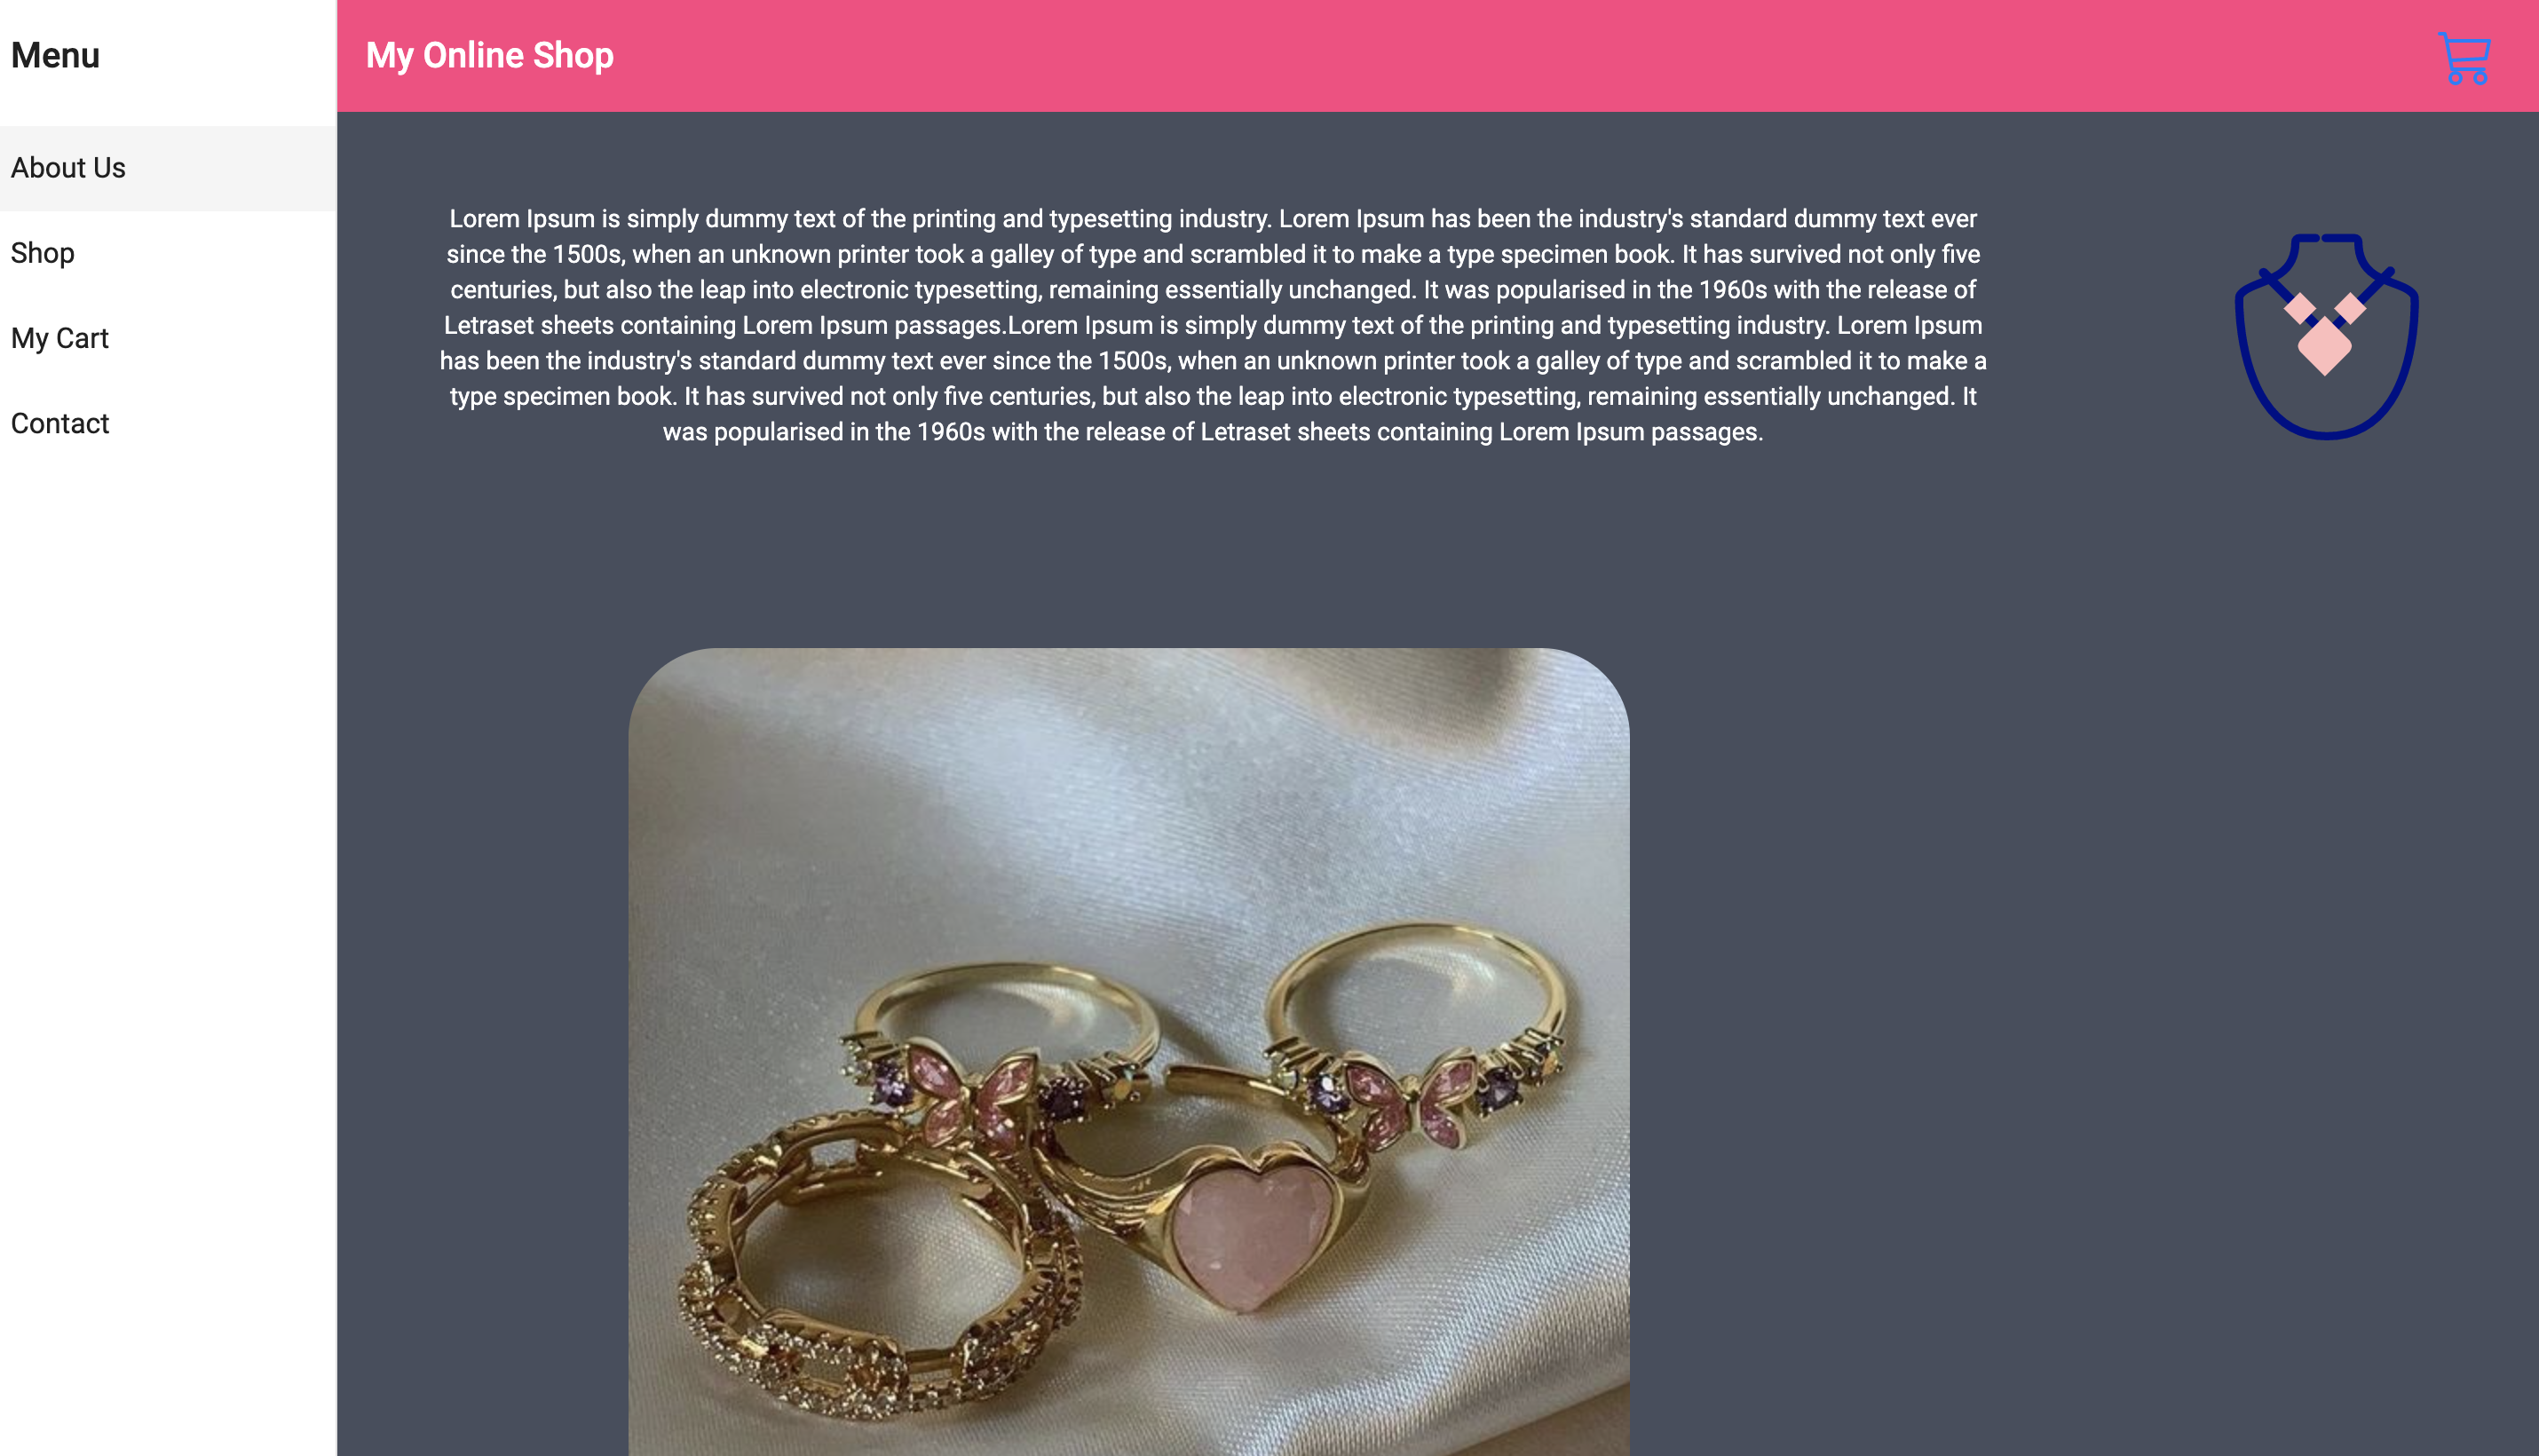 Menu
About Us
Shop
My Cart
Contact
My Online Shop
Lorem Ipsum is simply dummy text of the printing and typesetting industry. Lorem Ipsum has been the industry's standard dummy text ever
since the 1500s, when an unknown printer took a galley of type and scrambled it to make a type specimen book. It has survived not only five
centuries, but also the leap into electronic typesetting, remaining essentially unchanged. It was popularised in the 1960s with the release of
Letraset sheets containing Lorem Ipsum passages.Lorem Ipsum is simply dummy text of the printing and typesetting industry. Lorem Ipsum
has been the industry's standard dummy text ever since the 1500s, when an unknown printer took a galley of type and scrambled it to make a
type specimen book. It has survived not only five centuries, but also the leap into electronic typesetting, remaining essentially unchanged. It
was popularised in the 1960s with the release of Letraset sheets containing Lorem Ipsum passages.